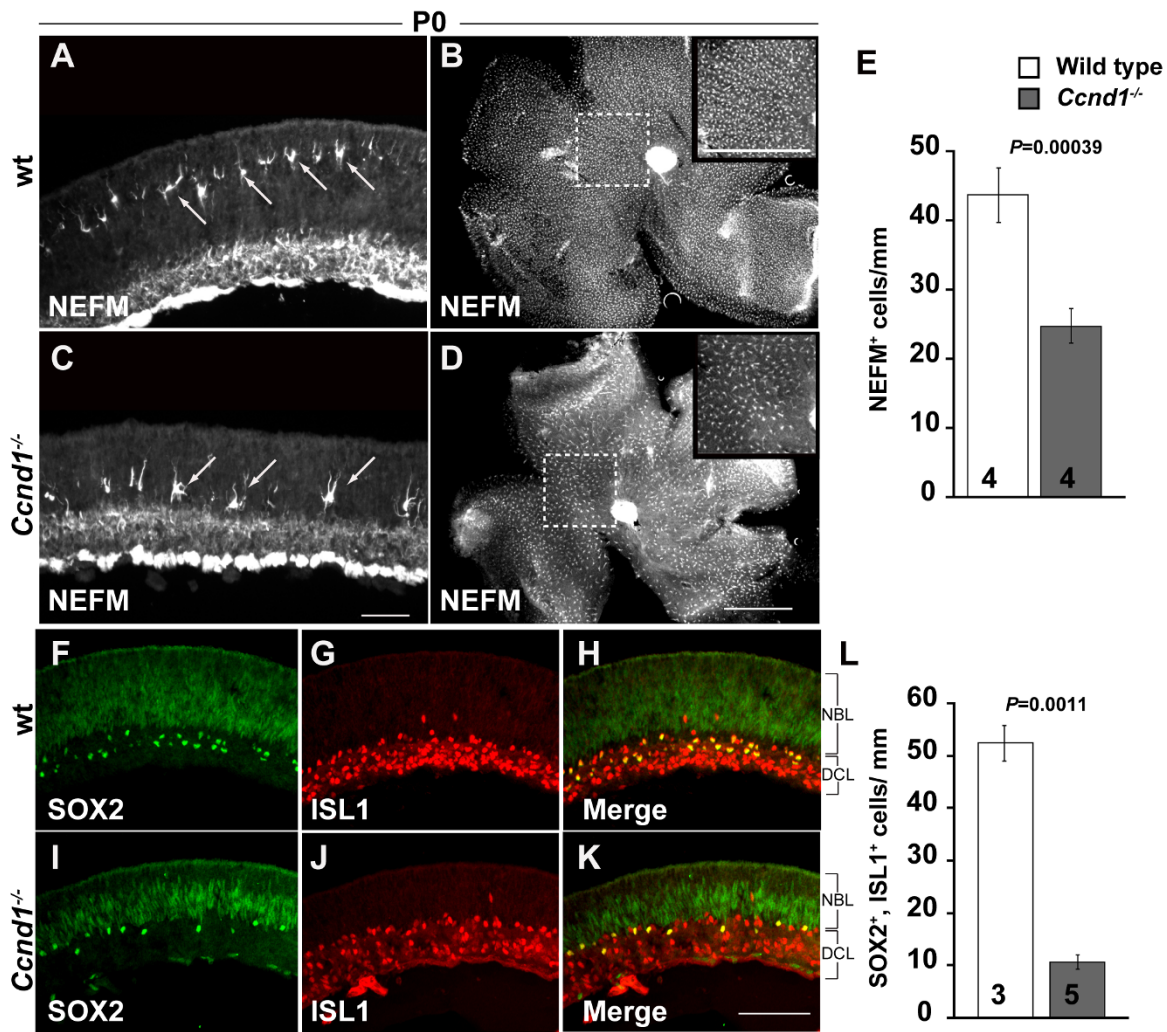 P0
A
B
E
Wild type
Ccnd1-/-
wt
NEFM
NEFM
P=0.00039
50
40
30
20
10
0
NEFM+ cells/mm
4
4
C
D
Ccnd1-/-
NEFM
NEFM
F
G
H
L
wt
NBL
DCL
SOX2
ISL1
Merge
P=0.0011
60
50
40
30
20
10
0
SOX2+, ISL1+ cells/ mm
3
5
I
J
K
Ccnd1-/-
NBL
DCL
SOX2
ISL1
Merge